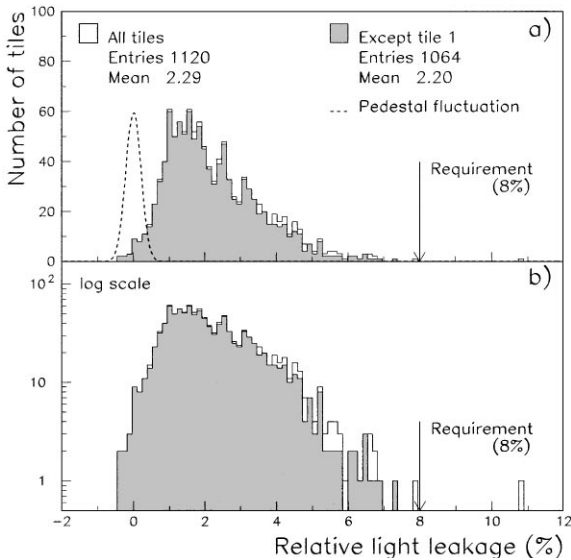 a)
All tiles
Entries 1120
Mean 2.29
Except tile 1
Entries 1064
Mean 2.20
Pedestal fluctuation
Number of tiles
100
80
60
40
20
0
Requirement
(8%)
b)
log scale
10²
10
1
Requirement
(8%)
−2 0 2 4 6 8 10 12
Relative light leakage (%)